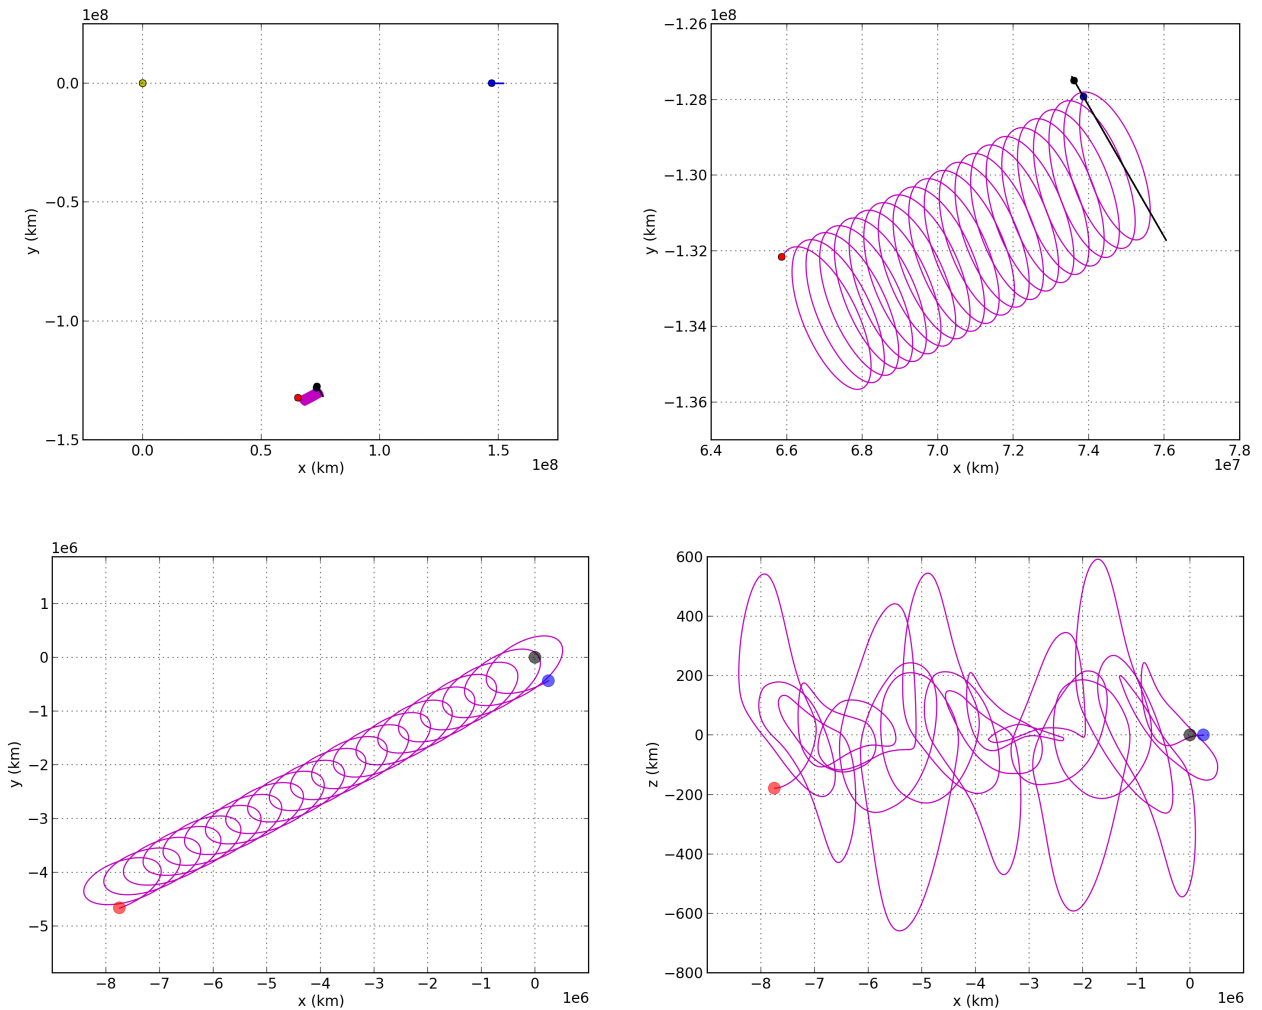 1e8
0.0
−0.5
−1.0
−1.5
y (km)
0.0 0.5 1.0 1.5
x (km)
1e8
1e8
−1.26
−1.28
−1.30
−1.32
−1.34
−1.36
y (km)
6.4 6.6 6.8 7.0 7.2 7.4 7.6 7.8
x (km)
1e7
1e6
1
0
−1
−2
−3
−4
−5
y (km)
−8 −7 −6 −5 −4 −3 −2 −1 0
x (km)
1e6
600
400
200
0
−200
−400
−600
−800
z (km)
−8 −7 −6 −5 −4 −3 −2 −1 0
x (km)
1e6